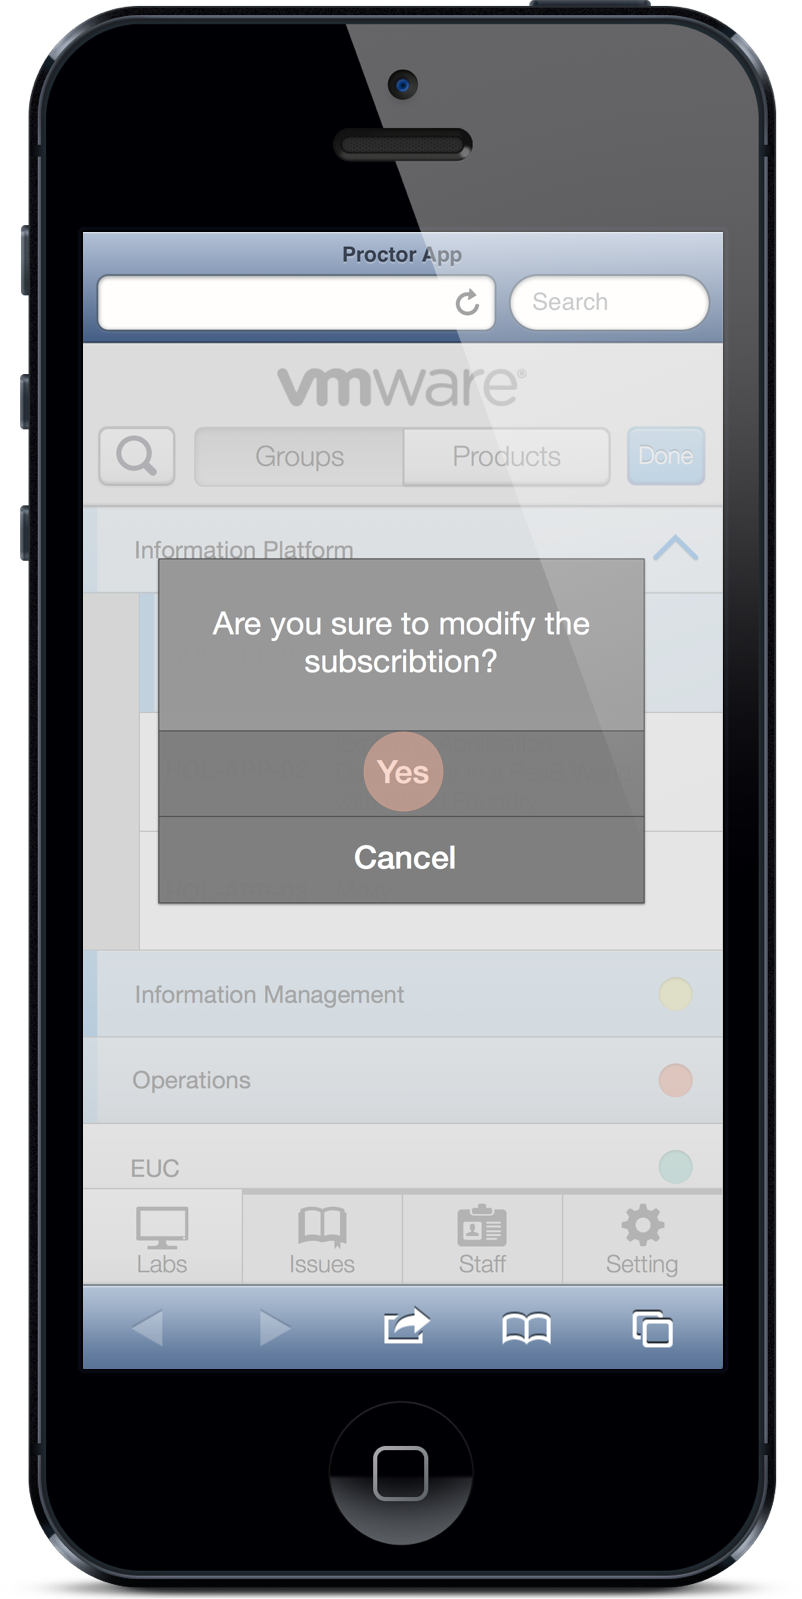 Proctor App
Search
vmware®
Groups
Products
Done
Information Platform
Are you sure to modify the
subscribtion?
Yes
Cancel
Information Management
Operations
EUC
Labs
Issues
Staff
Setting